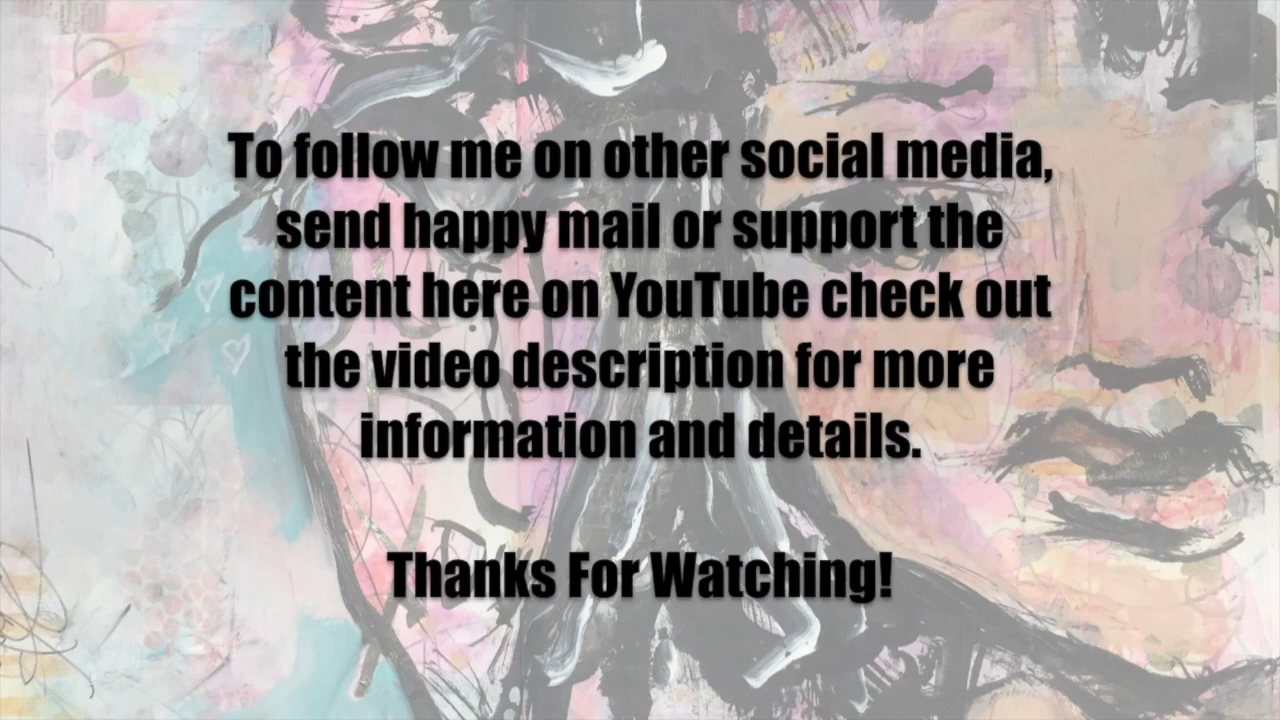 To follow me on other social media,
send happy mail or support the
content here on YouTube check out
the video description for more
information and details.
Thanks For Watching!